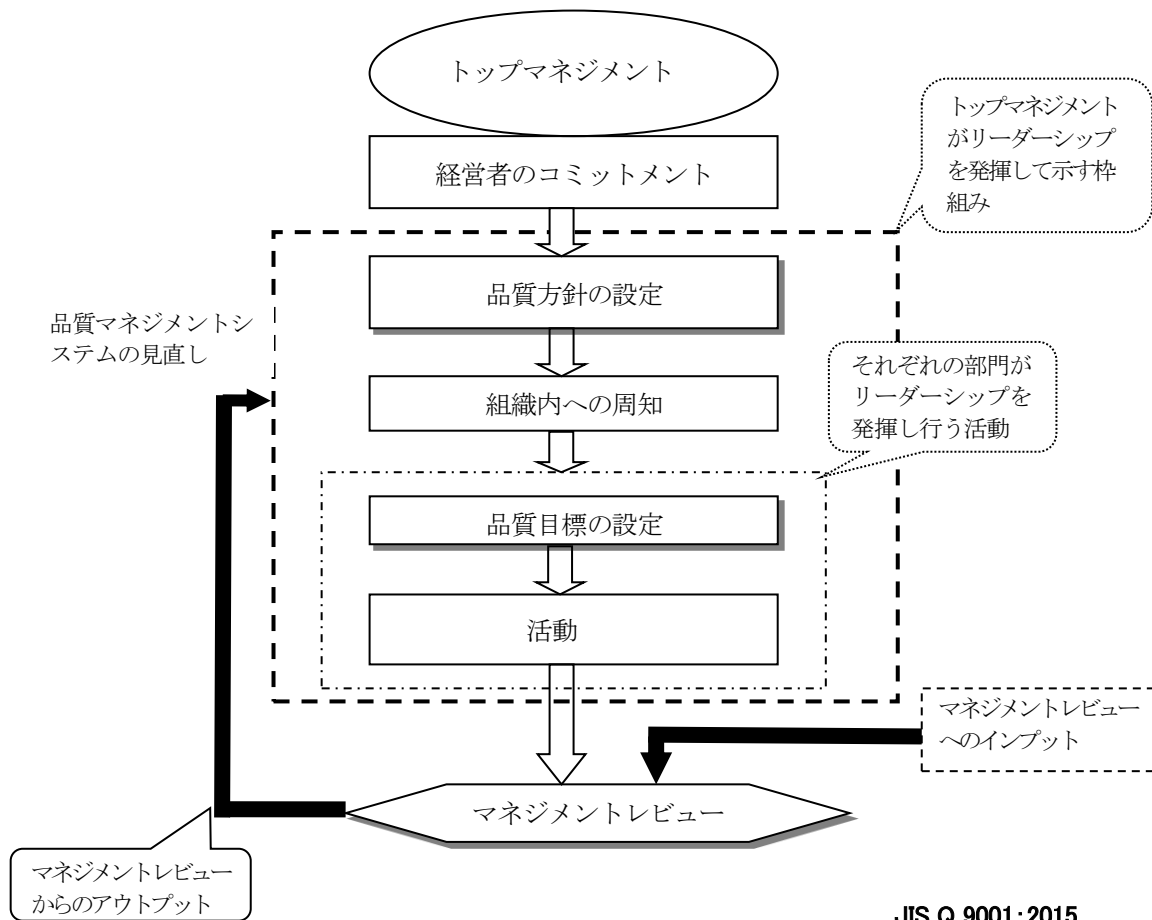 トップマネジメント
経営者のコミットメント
トップマネジメント
がリーダーシップ
を発揮して示す枠
組み
品質方針の設定
品質マネジメントシ
ステムの見直し
それぞれの部門が
リーダーシップを
発揮し行う活動
組織内への周知
品質目標の設定
活動
マネジメントレビュー
へのインプット
マネジメントレビュー
マネジメントレビュー
からのアウトプット
JIS Q 9001:2015